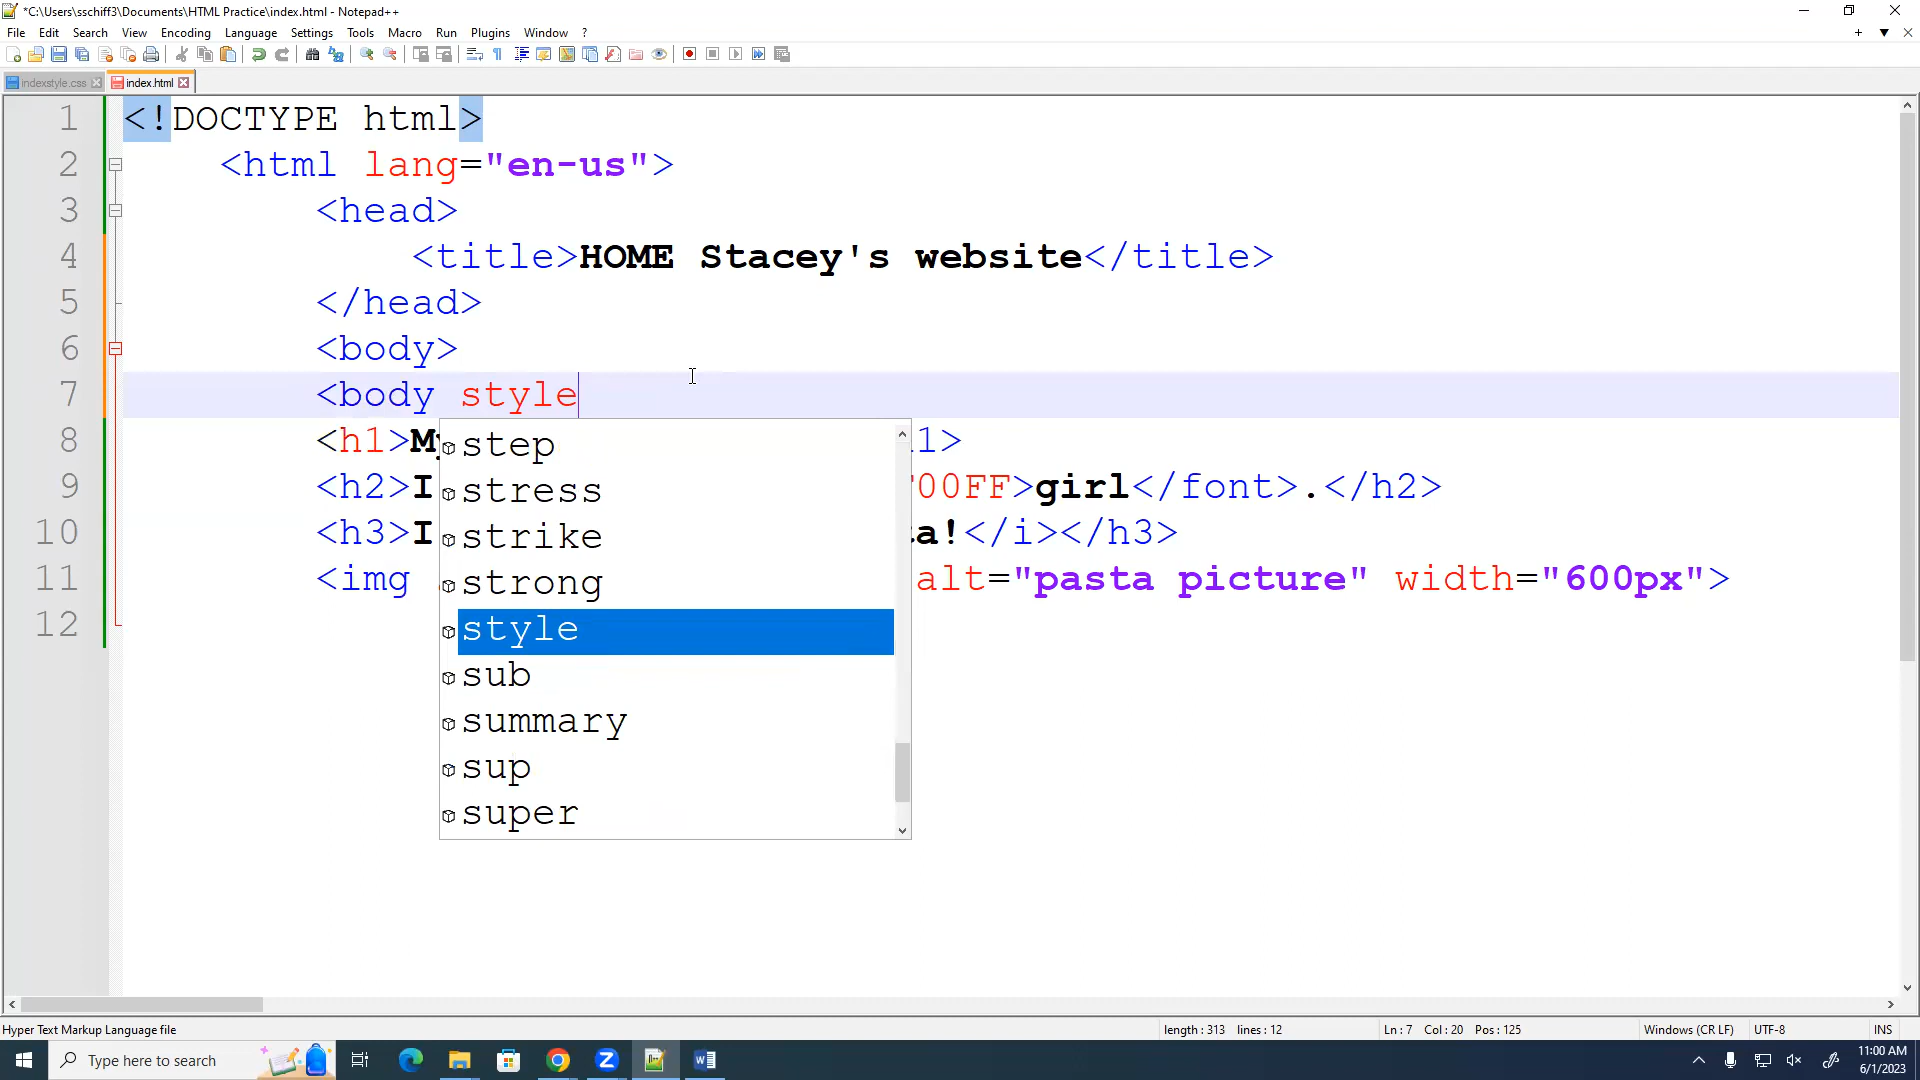 *C:\Users\sschiff3\Documents\HTML Practice\index.html - Notepad++
File Edit Search View Encoding Language Settings Tools Macro Run Plugins Window ?
indexstyle.css index.html
1 <!DOCTYPE html>
2 <html lang="en-us">
3 <head>
4 <title>HOME Stacey's website</title>
5 </head>
6 <body>
7 <body style
8 <h1>My 1>
9 <h2>I 00FF>girl</font>.</h2>
10 <h3>I a!</i></h3>
11 <img alt="pasta picture" width="600px">
12
step
stress
strike
strong
style
sub
summary
sup
super
Hyper Text Markup Language file length : 313 lines : 12 Ln : 7 Col : 20 Pos : 125 Windows (CR LF) UTF-8 INS
Type here to search
11:00 AM
6/1/2023